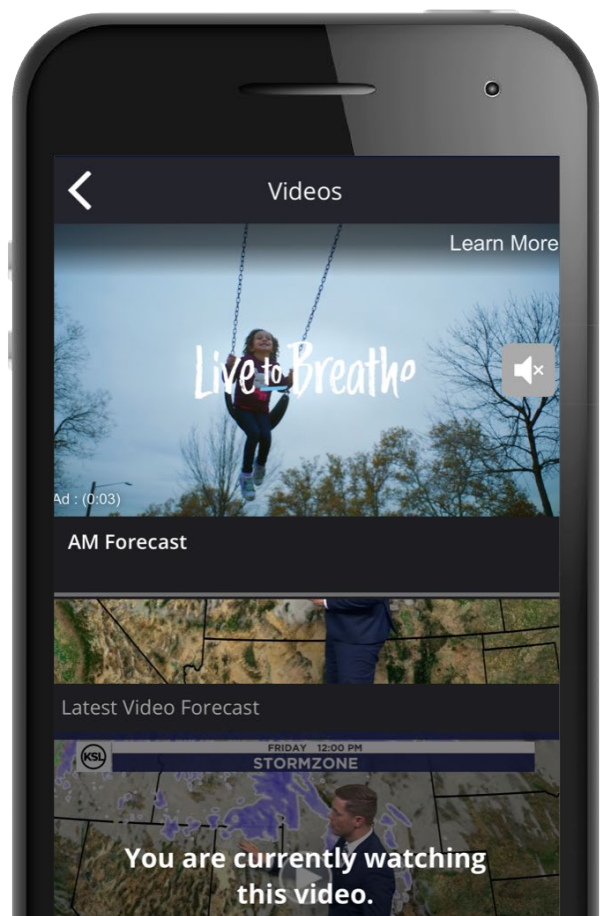 Videos
Learn More
Live to Breathe
Ad : (0:03)
AM Forecast
Latest Video Forecast
KSL
FRIDAY 12:00 PM
STORMZONE
You are currently watching
this video.